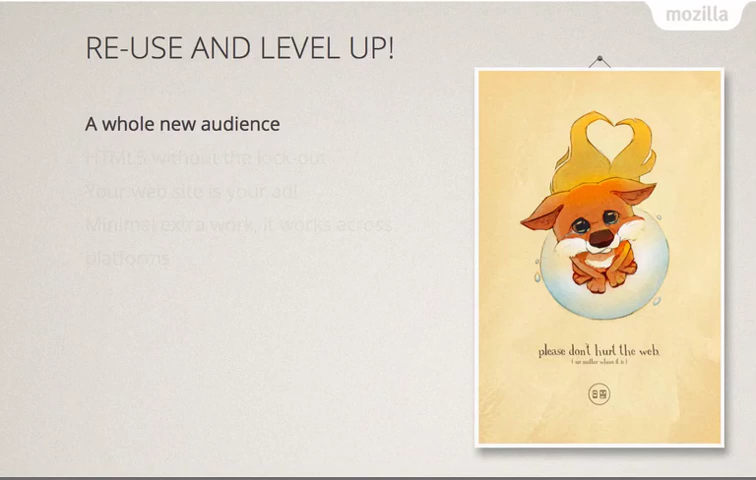 mozilla
RE-USE AND LEVEL UP!
A whole new audience
HTML5 without the lock-out
Your web site is your ad!
Minimal extra work, it works across
platforms
please don't hurt the web.